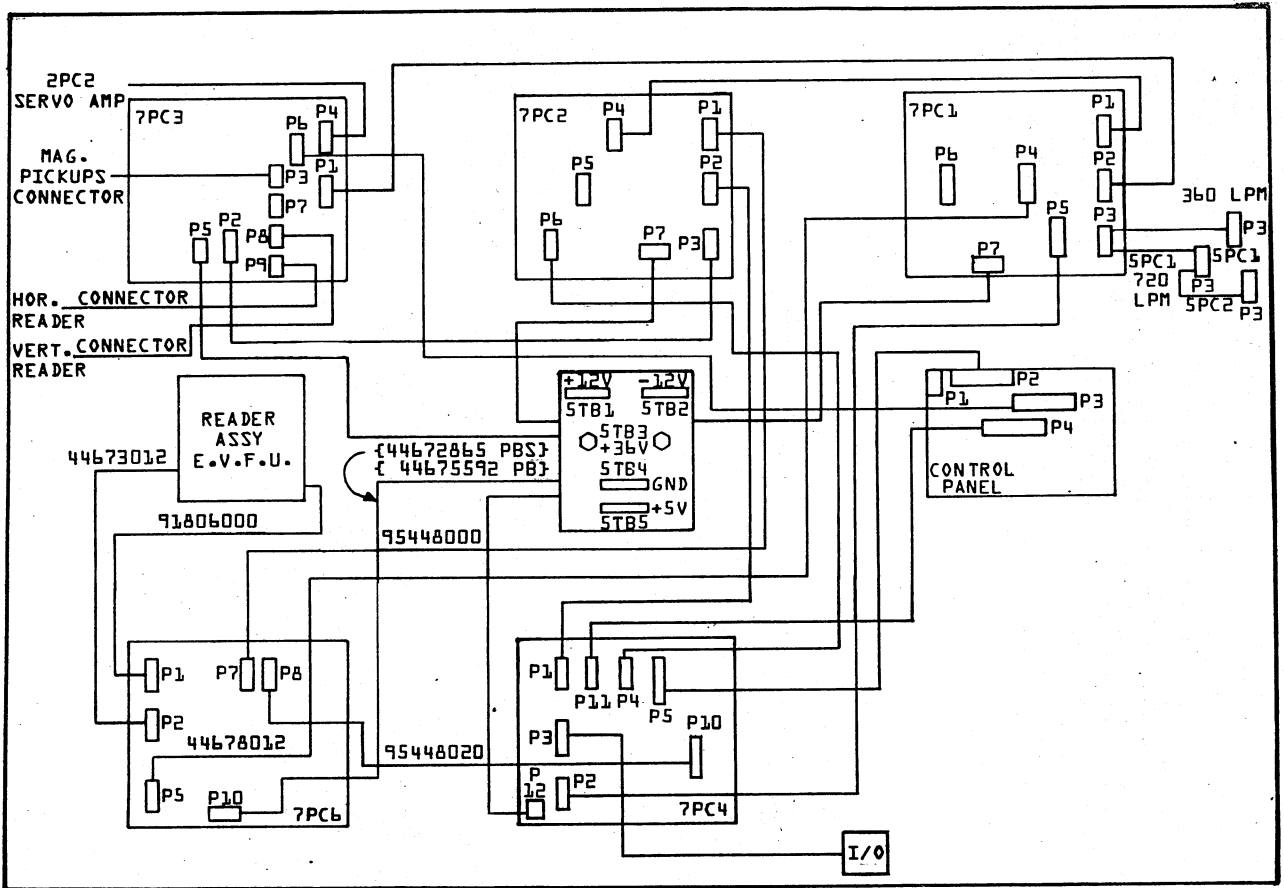 2PC2
SERVO AMP
7PC3
P6
P4
MAG.
PICKUPS
CONNECTOR
P3
P1
P7
P5
P2
P8
P9
HOR. CONNECTOR
READER
VERT. CONNECTOR
READER
7PC2
P4
P1
P5
P2
P6
P7
P3
7PC1
P1
P6
P4
P2
P5
P3
P7
360 LPM
P3
5PC1
5PC1
720
LPM
P3
5PC2
P3
READER
ASSY
E.V.F.U.
44673012
91806000
{44672865 PBS}
{ 44675592 PB}
+12V
-12V
5TB1
5TB2
5TB3
+36V
5TB4
GND
+5V
5TB5
P1
P2
P3
P4
CONTROL
PANEL
95448000
P1
P7
P8
P2
44678012
P5
P10
7PC6
95448020
P1
P11
P4
P5
P10
P3
P
12
P2
7PC4
I/O